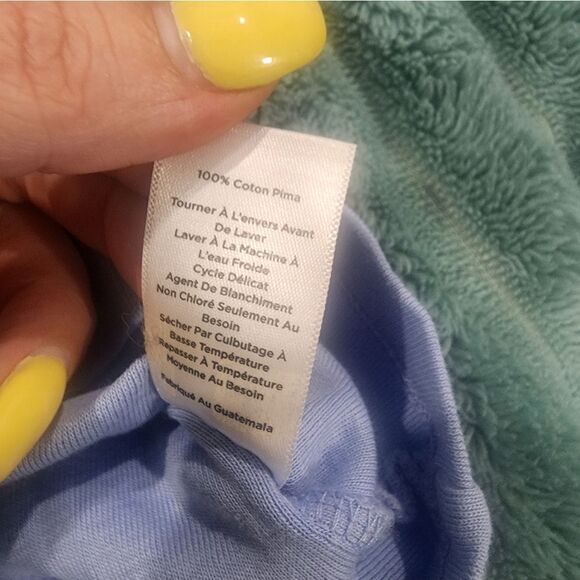 100% Coton Pima
Tourner À L'envers Avant
De Laver
Laver À La Machine À
L'eau Froide
Cycle Délicat
Agent De Blanchiment
Non Chloré Seulement Au
Besoin
Sécher Par Culbutage À
Basse Température
Repasser À Température
Moyenne Au Besoin
Fabriqué Au Guatemala